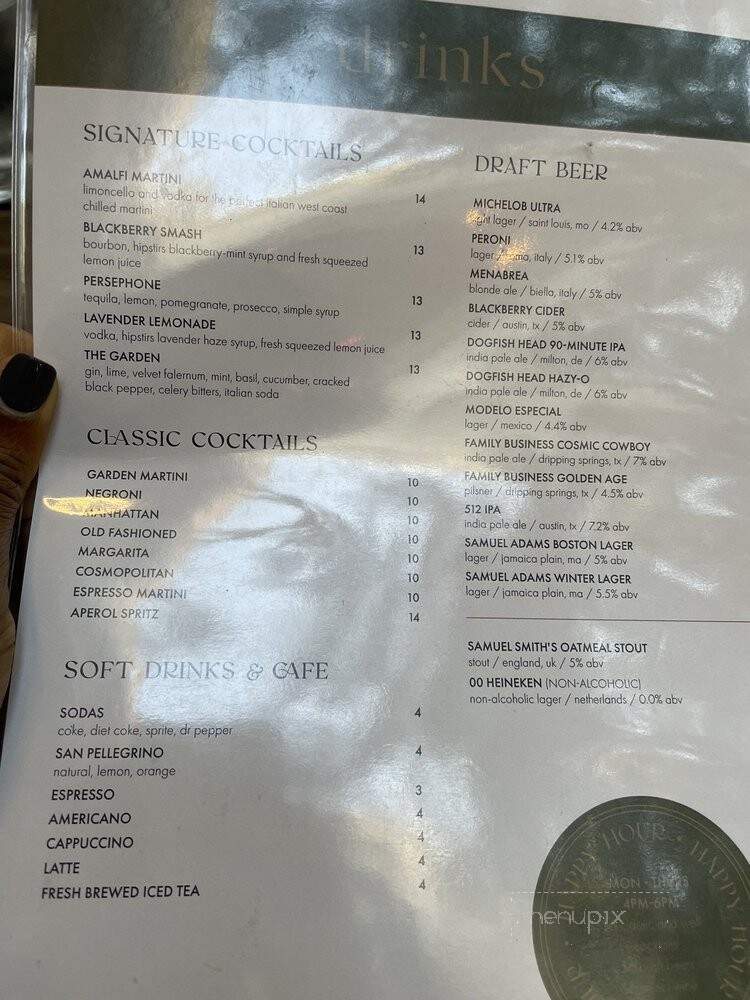 drinks
SIGNATURE COCKTAILS
AMALFI MARTINI 14
limoncello and vodka for the perfect italian west coast
chilled martini
BLACKBERRY SMASH 13
bourbon, hipstirs blackberry-mint syrup and fresh squeezed
lemon juice
PERSEPHONE 13
tequila, lemon, pomegranate, prosecco, simple syrup
LAVENDER LEMONADE 13
vodka, hipstirs lavender haze syrup, fresh squeezed lemon juice
THE GARDEN 13
gin, lime, velvet falernum, mint, basil, cucumber, cracked
black pepper, celery bitters, italian soda
CLASSIC COCKTAILS
GARDEN MARTINI 10
NEGRONI 10
MANHATTAN 10
OLD FASHIONED 10
MARGARITA 10
COSMOPOLITAN 10
ESPRESSO MARTINI 10
APEROL SPRITZ 14
SOFT DRINKS & CAFE
SODAS 4
coke, diet coke, sprite, dr pepper
SAN PELLEGRINO 4
natural, lemon, orange
ESPRESSO 3
AMERICANO 4
CAPPUCCINO 4
LATTE 4
FRESH BREWED ICED TEA 4
DRAFT BEER
MICHELOB ULTRA
light lager / saint louis, mo / 4.2% abv
PERONI
lager / roma, italy / 5.1% abv
MENABREA
blonde ale / biella, italy / 5% abv
BLACKBERRY CIDER
cider / austin, tx / 5% abv
DOGFISH HEAD 90-MINUTE IPA
india pale ale / milton, de / 6% abv
DOGFISH HEAD HAZY-O
india pale ale / milton, de / 6% abv
MODELO ESPECIAL
lager / mexico / 4.4% abv
FAMILY BUSINESS COSMIC COWBOY
india pale ale / dripping springs, tx / 7% abv
FAMILY BUSINESS GOLDEN AGE
pilsner / dripping springs, tx / 4.5% abv
512 IPA
india pale ale / austin, tx / 7.2% abv
SAMUEL ADAMS BOSTON LAGER
lager / jamaica plain, ma / 5% abv
SAMUEL ADAMS WINTER LAGER
lager / jamaica plain, ma / 5.5% abv
SAMUEL SMITH'S OATMEAL STOUT
stout / england, uk / 5% abv
00 HEINEKEN (NON-ALCOHOLIC)
non-alcoholic lager / netherlands / 0.0% abv
HAPPY HOUR • HAPPY HOUR
MON - 
4PM-6PM
menupix